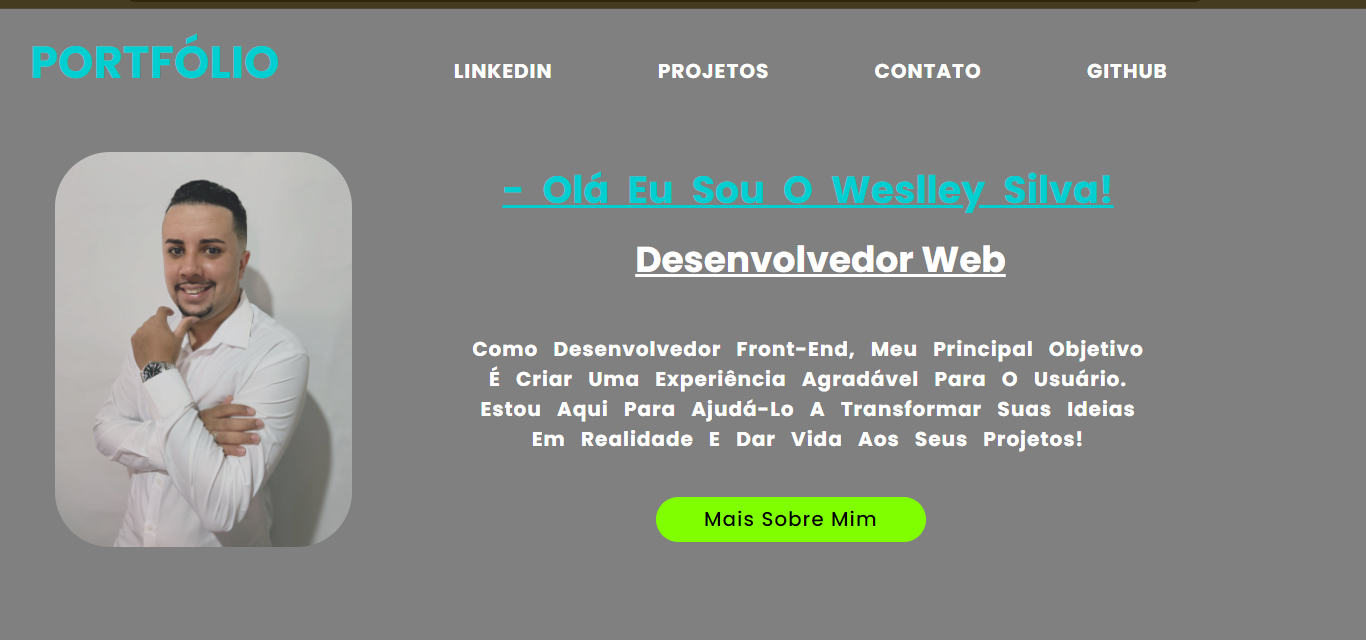 PORTFÓLIO
LINKEDIN PROJETOS CONTATO GITHUB
- Olá Eu Sou O Weslley Silva!
Desenvolvedor Web
Como Desenvolvedor Front-End, Meu Principal Objetivo
É Criar Uma Experiência Agradável Para O Usuário.
Estou Aqui Para Ajudá-Lo A Transformar Suas Ideias
Em Realidade E Dar Vida Aos Seus Projetos!
Mais Sobre Mim